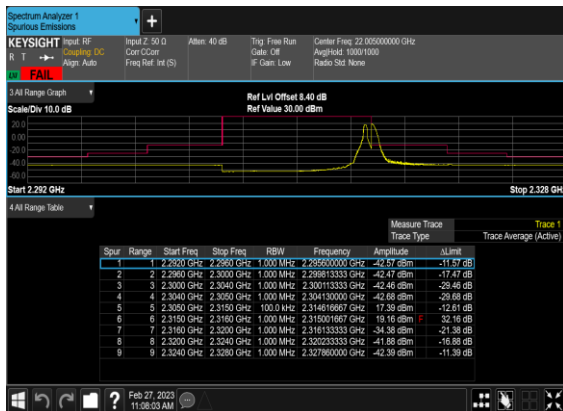 Spectrum Analyzer 1
Spurious Emissions
+
KEYSIGHT Input: RF Input Z: 50 Ω Atten: 40 dB Trig: Free Run Center Freq: 22.005000000 GHz
R T Coupling: DC Corr CCorr Gate: Off Avg|Hold: 1000/1000
Align: Auto Freq Ref: Int (S) IF Gain: Low Radio Std: None
FAIL
3 All Range Graph
Ref Lvl Offset 8.40 dB
Scale/Div 10.0 dB Ref Value 30.00 dBm
20.0
0.00
-20.0
-40.0
-60.0
Start 2.292 GHz Stop 2.328 GHz
4 All Range Table
Measure Trace Trace 1
Trace Type Trace Average (Active)
Spur Range Start Freq Stop Freq RBW Frequency Amplitude ΔLimit
1 1 2.2920 GHz 2.2960 GHz 1.000 MHz 2.295600000 GHz -42.57 dBm -11.57 dB
2 2 2.2960 GHz 2.3000 GHz 1.000 MHz 2.299813333 GHz -42.47 dBm -17.47 dB
3 3 2.3000 GHz 2.3040 GHz 1.000 MHz 2.300113333 GHz -42.46 dBm -29.46 dB
4 4 2.3040 GHz 2.3050 GHz 1.000 MHz 2.304130000 GHz -42.68 dBm -29.68 dB
5 5 2.3050 GHz 2.3150 GHz 100.0 kHz 2.314616667 GHz 17.39 dBm -12.61 dB
6 6 2.3150 GHz 2.3160 GHz 1.000 MHz 2.315001667 GHz 19.16 dBm F 32.16 dB
7 7 2.3160 GHz 2.3200 GHz 1.000 MHz 2.316133333 GHz -34.38 dBm -21.38 dB
8 8 2.3200 GHz 2.3240 GHz 1.000 MHz 2.320233333 GHz -41.88 dBm -16.88 dB
9 9 2.3240 GHz 2.3280 GHz 1.000 MHz 2.327860000 GHz -42.39 dBm -11.39 dB
? Feb 27, 2023
11:08:03 AM